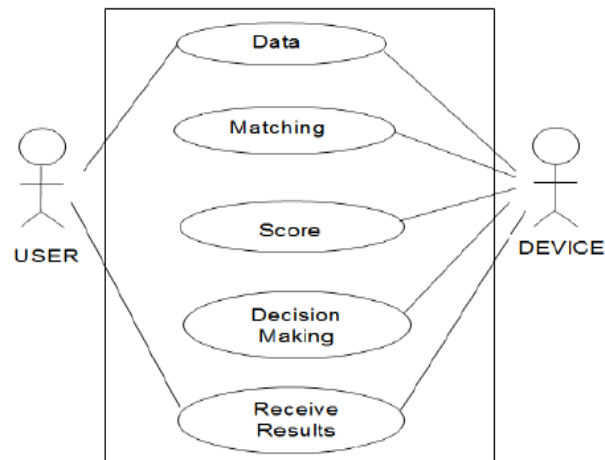 Data
Matching
Score
USER
DEVICE
Decision
Making
Receive
Results